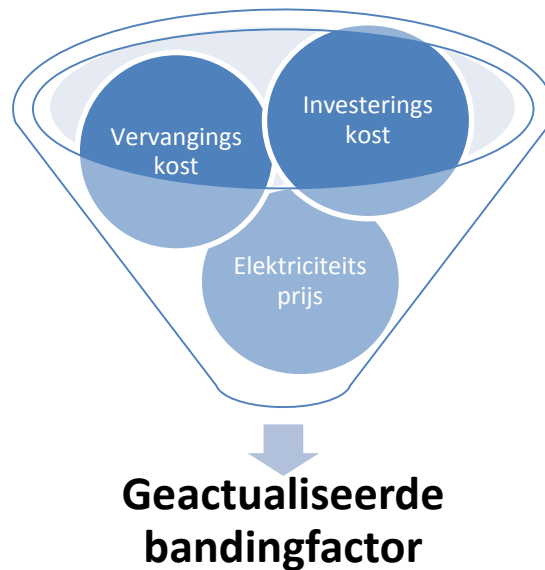 Vervangings
kost
Investerings
kost
Elektriciteits
prijs
Geactualiseerde
bandingfactor